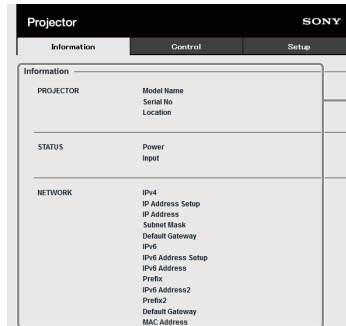 Projector SONY
Information Control Setup
Information
PROJECTOR Model Name
Serial No
Location
STATUS Power
Input
NETWORK IPv4
IP Address Setup
IP Address
Subnet Mask
Default Gateway
IPv6
IPv6 Address Setup
IPv6 Address
Prefix
IPv6 Address2
Prefix2
Default Gateway
MAC Address